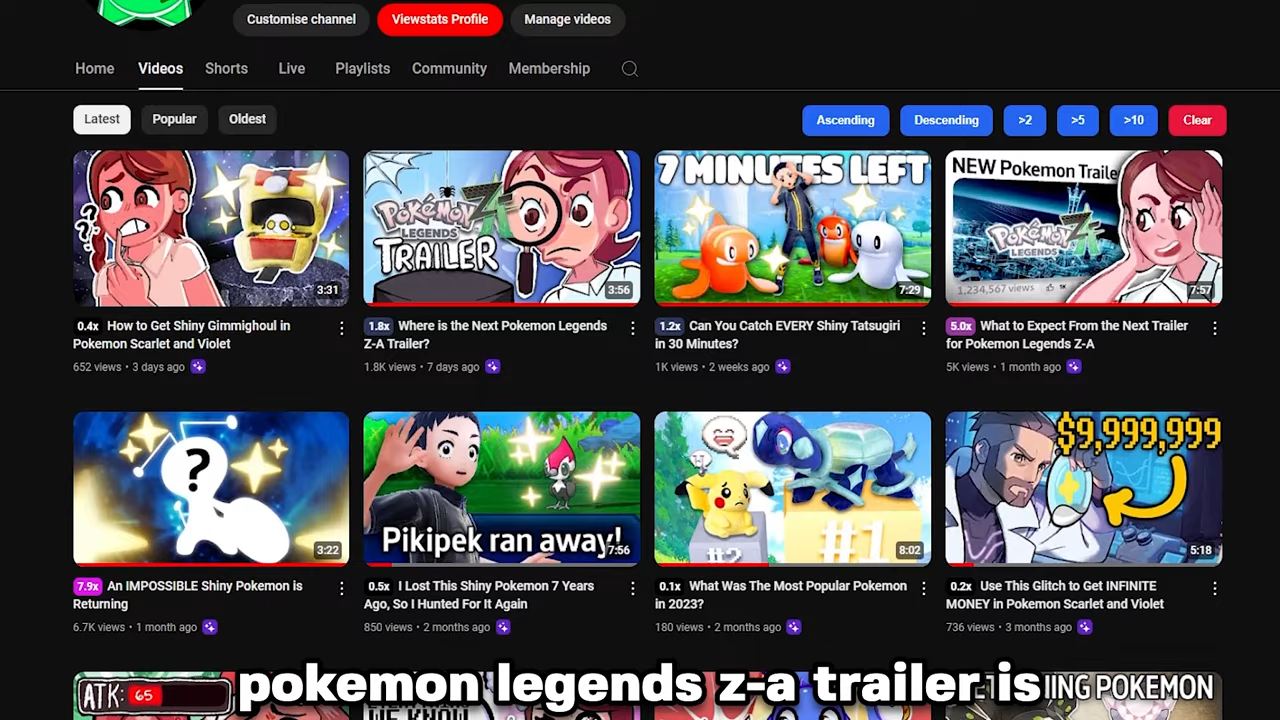 Customise channel
Viewstats Profile
Manage videos
Home
Videos
Shorts
Live
Playlists
Community
Membership
Latest
Popular
Oldest
Ascending
Descending
>2
>5
>10
Clear
? ? ?
3:31
POKÉMON
LEGENDS
ZA
TRAILER
3:56
7 MINUTES LEFT
7:29
NEW Pokemon Traile
POKÉMON
LEGENDS
ZA
1,234,567 views
1K
7:57
0.4x How to Get Shiny Gimmighoul in
Pokemon Scarlet and Violet
652 views • 3 days ago
1.8x Where is the Next Pokemon Legends
Z-A Trailer?
1.8K views • 7 days ago
1.2x Can You Catch EVERY Shiny Tatsugiri
in 30 Minutes?
1K views • 2 weeks ago
5.0x What to Expect From the Next Trailer
for Pokemon Legends Z-A
5K views • 1 month ago
?
3:22
Pikipek ran away!
7:56
#2
#1
8:02
$9,999,999
5:18
7.9x An IMPOSSIBLE Shiny Pokemon is
Returning
6.7K views • 1 month ago
0.5x I Lost This Shiny Pokemon 7 Years
Ago, So I Hunted For It Again
850 views • 2 months ago
0.1x What Was The Most Popular Pokemon
in 2023?
180 views • 2 months ago
0.2x Use This Glitch to Get INFINITE
MONEY in Pokemon Scarlet and Violet
736 views • 3 months ago
ATK: 65
POKEMON
pokemon legends z-a trailer is